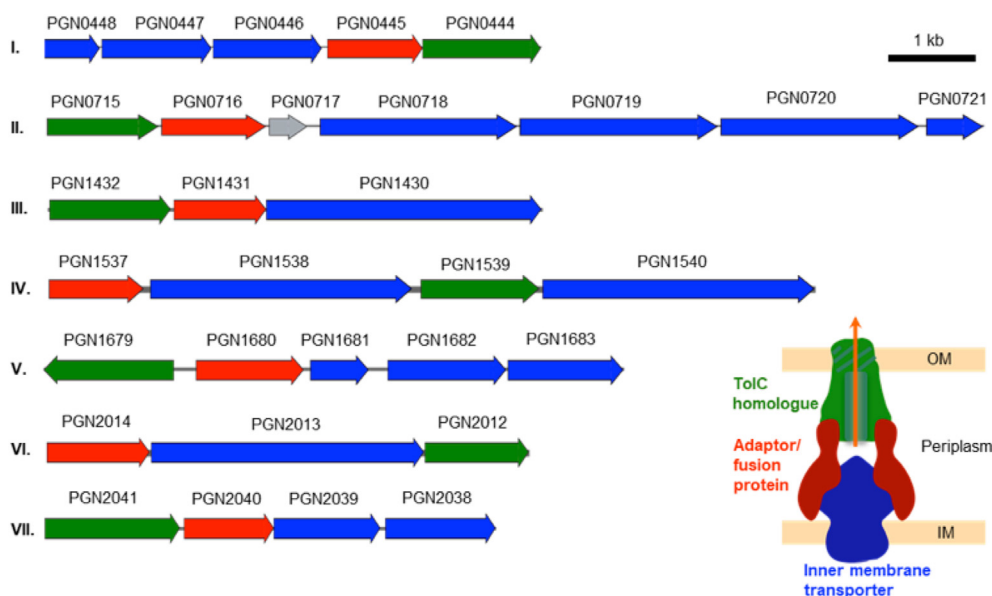 PGN0448 PGN0447 PGN0446 PGN0445 PGN0444
I.
1 kb
PGN0715 PGN0716 PGN0717 PGN0718 PGN0719 PGN0720 PGN0721
II.
PGN1432 PGN1431 PGN1430
III.
PGN1537 PGN1538 PGN1539 PGN1540
IV.
PGN1679 PGN1680 PGN1681 PGN1682 PGN1683
V.
PGN2014 PGN2013 PGN2012
VI.
PGN2041 PGN2040 PGN2039 PGN2038
VII.
OM
TolC
homologue
Adaptor/
fusion
protein
Periplasm
IM
Inner membrane
transporter